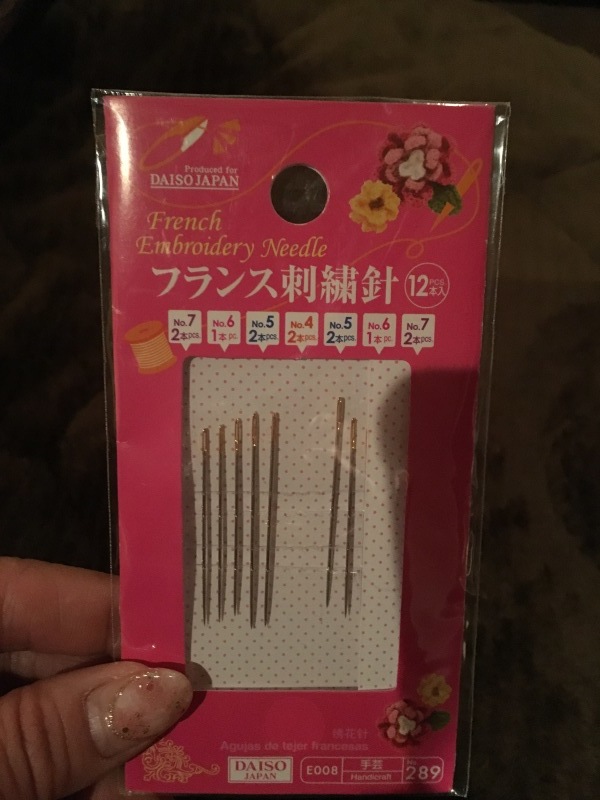 Produced for
DAISO JAPAN
French
Embroidery Needle
フランス刺繍針 12 PCS. 本入
No.7 2本pcs. No.6 1本pc. No.5 2本pcs. No.4 2本pcs. No.5 2本pcs. No.6 1本pc. No.7 2本pcs.
绣花针
Agujas de tejer francesas
DAISO JAPAN E008 手芸 Handicraft No. 289